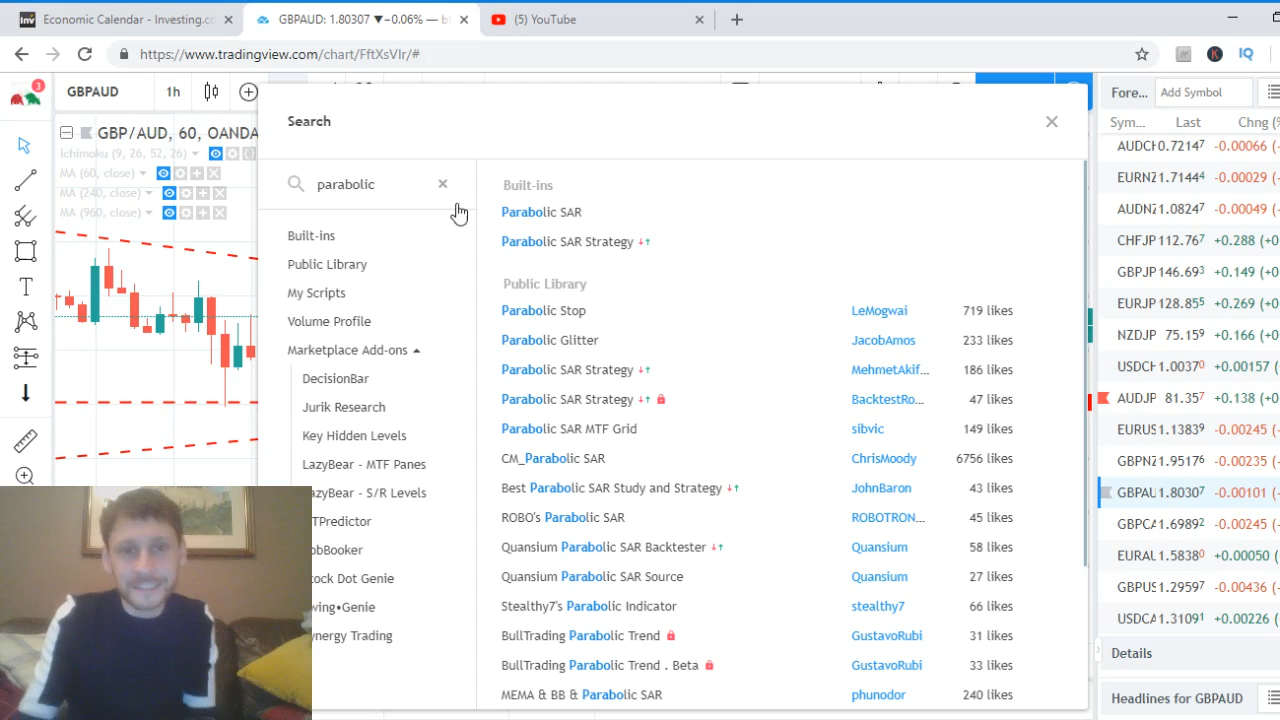 Economic Calendar - Investing.co
GBPAUD: 1.80307 ▼−0.06% — b
(5) YouTube
https://www.tradingview.com/chart/FftXsVIr/#
3
GBPAUD
1h
Fore...
Add Symbol
Search
Sym...
Last
Chng (%
GBP/AUD, 60, OANDA
Ichimoku (9, 26, 52, 26)
MA (60, close)
MA (240, close)
MA (960, close)
parabolic
Built-ins
Public Library
My Scripts
Volume Profile
Marketplace Add-ons
DecisionBar
Jurik Research
Key Hidden Levels
LazyBear - MTF Panes
azyBear - S/R Levels
TPredictor
obBooker
tock Dot Genie
wing•Genie
ynergy Trading
Built-ins
Parabolic SAR
Parabolic SAR Strategy
Public Library
Parabolic Stop LeMogwai 719 likes
Parabolic Glitter JacobAmos 233 likes
Parabolic SAR Strategy MehmetAkif... 186 likes
Parabolic SAR Strategy BacktestRo... 47 likes
Parabolic SAR MTF Grid sibvic 149 likes
CM_Parabolic SAR ChrisMoody 6756 likes
Best Parabolic SAR Study and Strategy JohnBaron 43 likes
ROBO's Parabolic SAR ROBOTRON... 45 likes
Quansium Parabolic SAR Backtester Quansium 58 likes
Quansium Parabolic SAR Source Quansium 27 likes
Stealthy7's Parabolic Indicator stealthy7 66 likes
BullTrading Parabolic Trend GustavoRubi 31 likes
BullTrading Parabolic Trend . Beta GustavoRubi 33 likes
MEMA & BB & Parabolic SAR phunodor 240 likes
AUDCH 0.72147 -0.00066 (-
EURNZ 1.71444 -0.00029 (-
AUDNZ 1.08247 -0.00049 (-
CHFJP 112.767 +0.288 (+0
GBPJP 146.693 +0.149 (+0
EURJP 128.855 +0.269 (+0
NZDJP 75.159 +0.166 (+0
USDCH 1.00370 +0.00157 (+
AUDJP 81.357 +0.138 (+0
EURUS 1.13839 -0.00245 (-
GBPNZ 1.95176 -0.00235 (-
GBPAU 1.80307 -0.00101 (-
GBPCA 1.69892 -0.00245 (-
EURAU 1.58380 +0.00050 (+
GBPUS 1.29597 -0.00436 (-
USDCA 1.31091 +0.00226 (+
Details
Headlines for GBPAUD